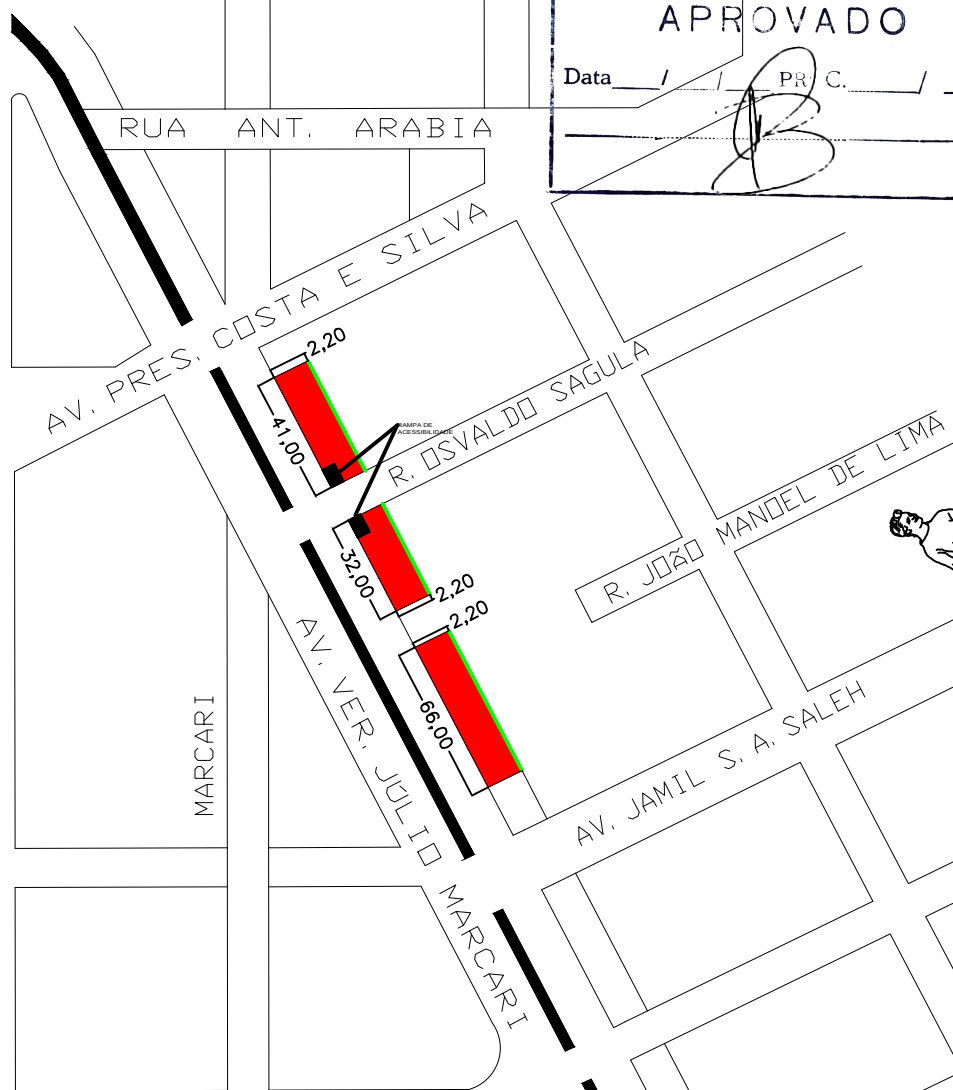 APROVADO
Data / / PR C. /
RUA ANT. ARABIA
AV. PRES. COSTA E SILVA
2,20
41,00
RAMPA DE
ACESSIBILIDADE
R. OSVALDO SAGULA
R. JOÃO MANOEL DE LIMA
32,00
2,20
2,20
66,00
AV. VER. JÚLIO MARCARI
MARCARI
AV. JAMIL S. A. SALEH